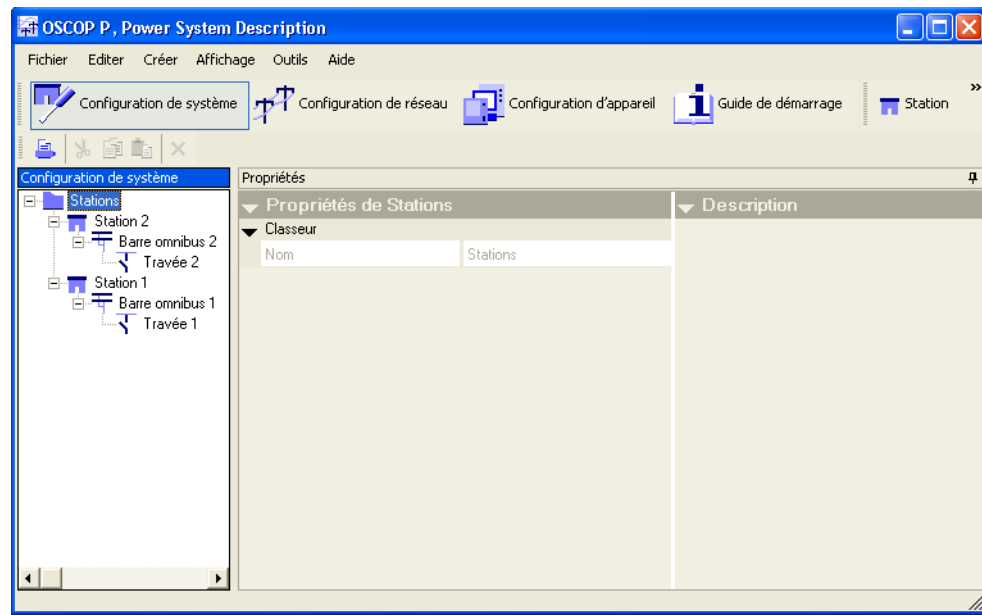 OSCOP P, Power System Description
Fichier Editer Créer Affichage Outils Aide
Configuration de système Configuration de réseau Configuration d'appareil Guide de démarrage Station »
Configuration de système Propriétés
Stations Propriétés de Stations Description
Station 2 Classeur
Barre omnibus 2 Nom Stations
Travée 2
Station 1
Barre omnibus 1
Travée 1